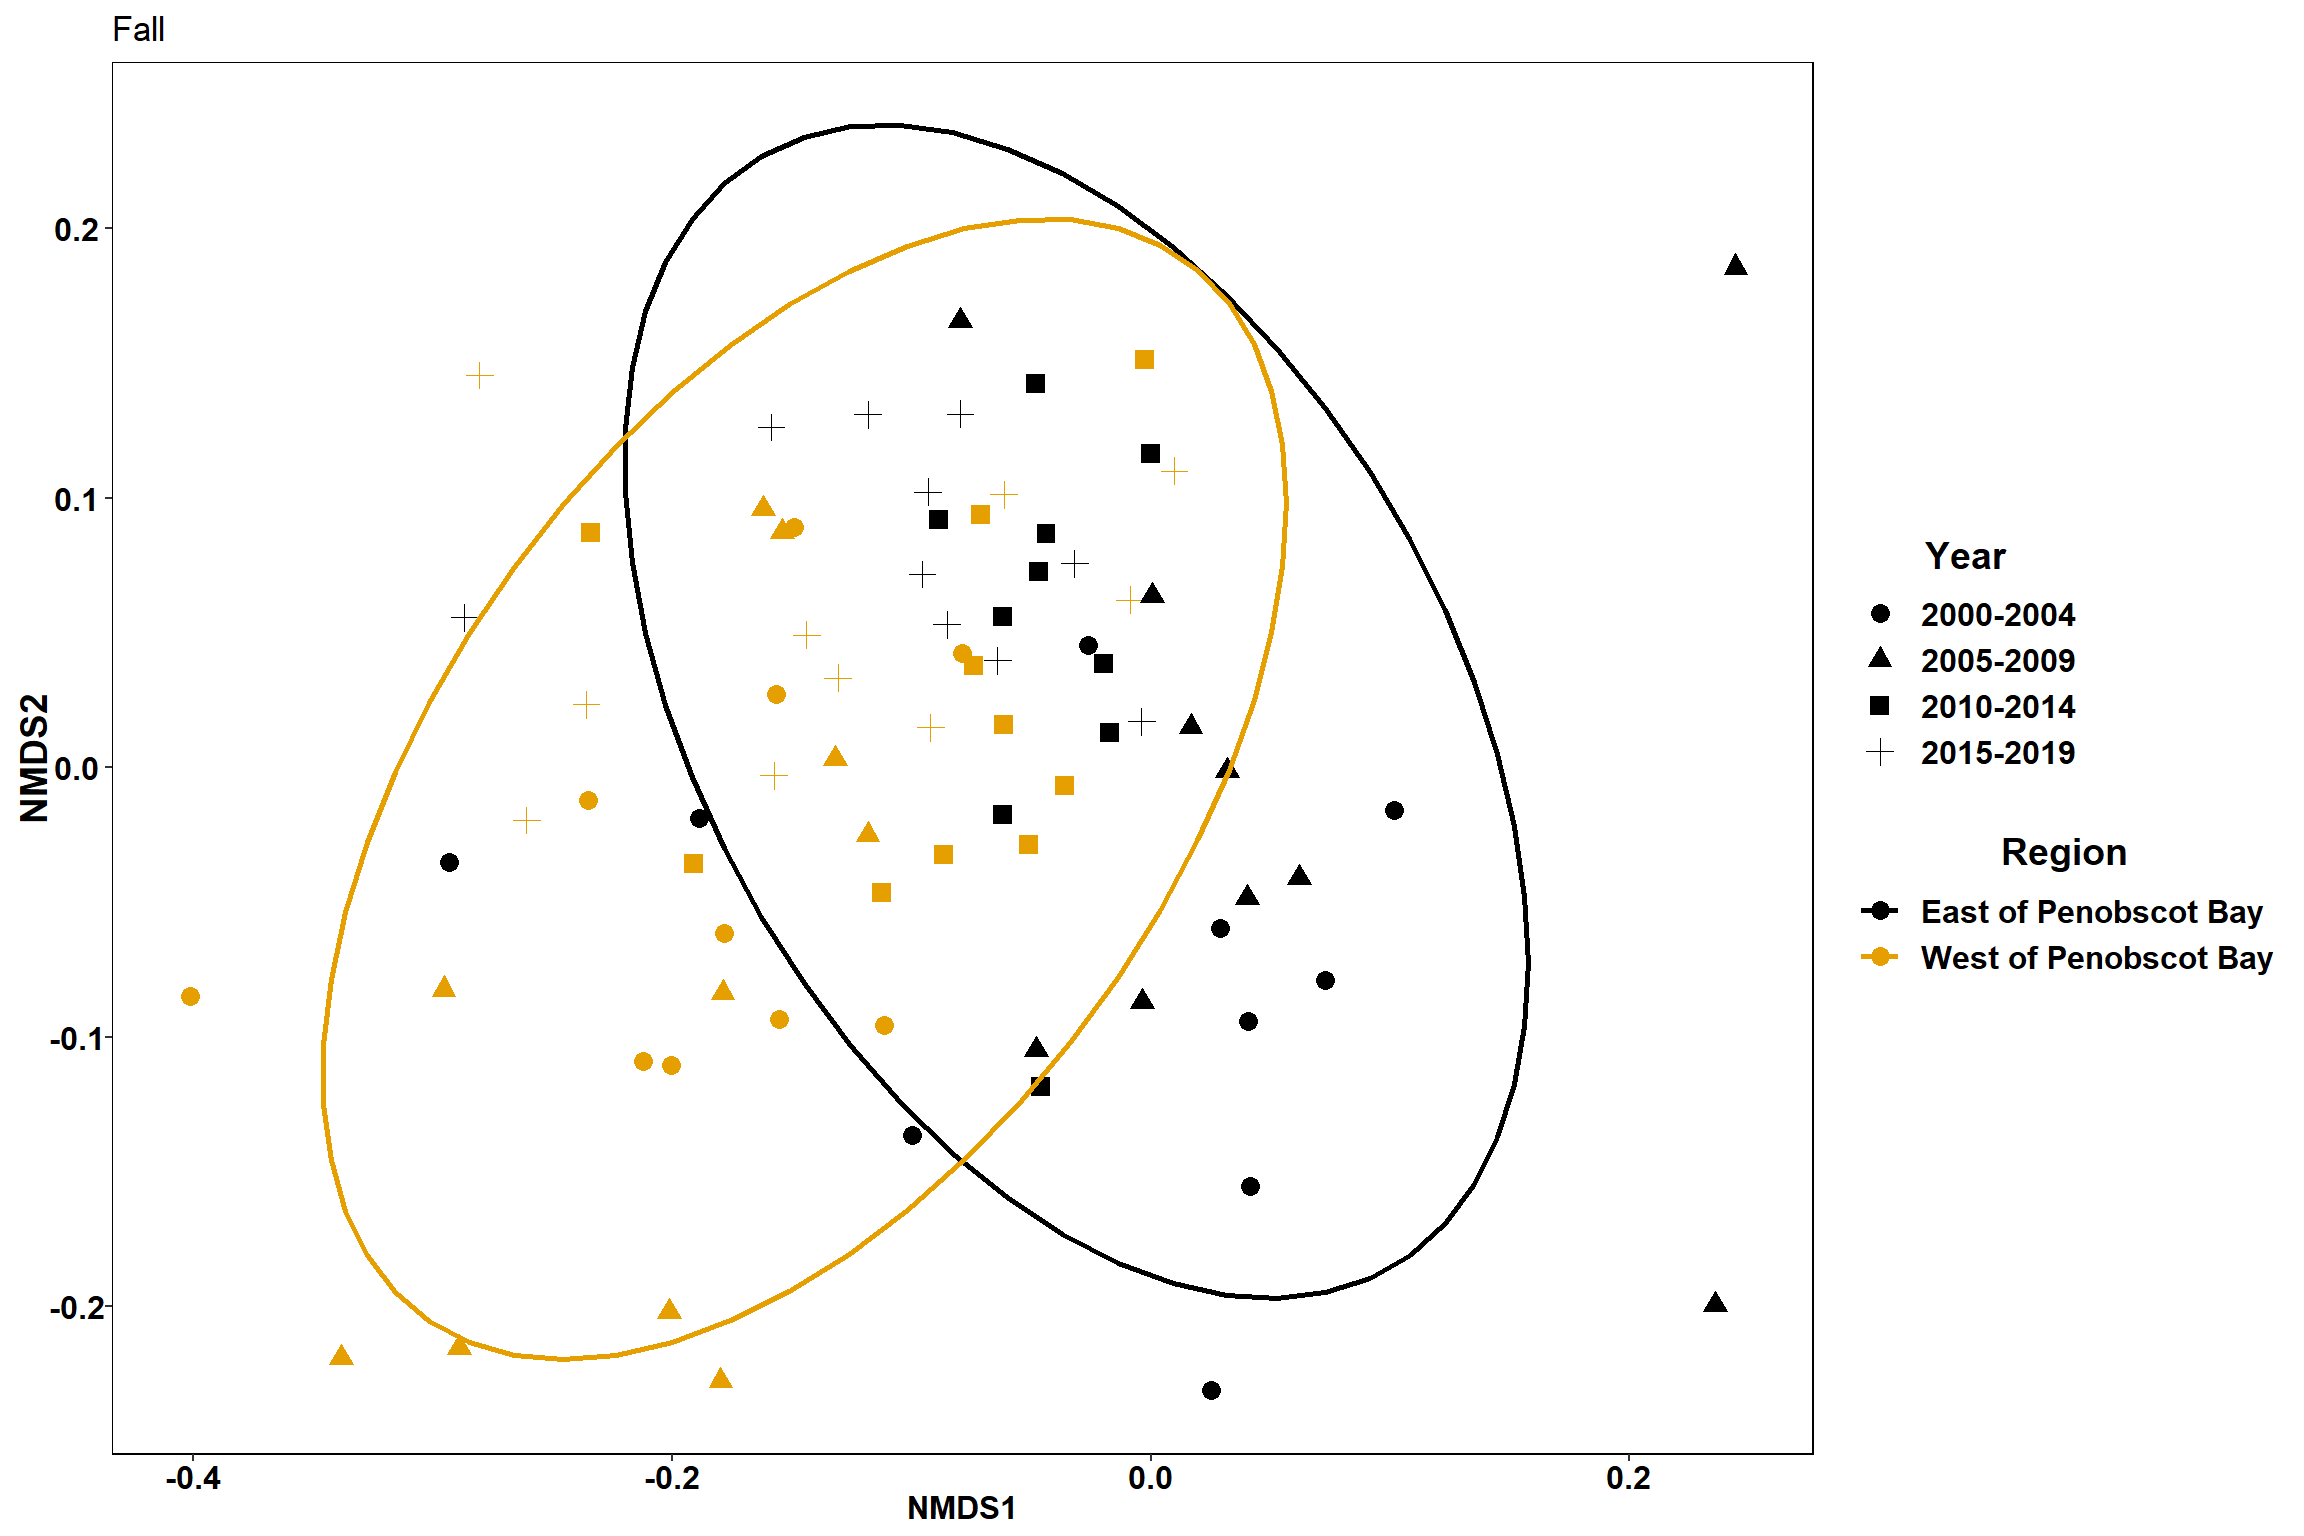 Fall
NMDS2
0.2
0.1
0.0
-0.1
-0.2
-0.4
-0.2
0.0
0.2
NMDS1
Year
2000-2004
2005-2009
2010-2014
2015-2019
Region
East of Penobscot Bay
West of Penobscot Bay